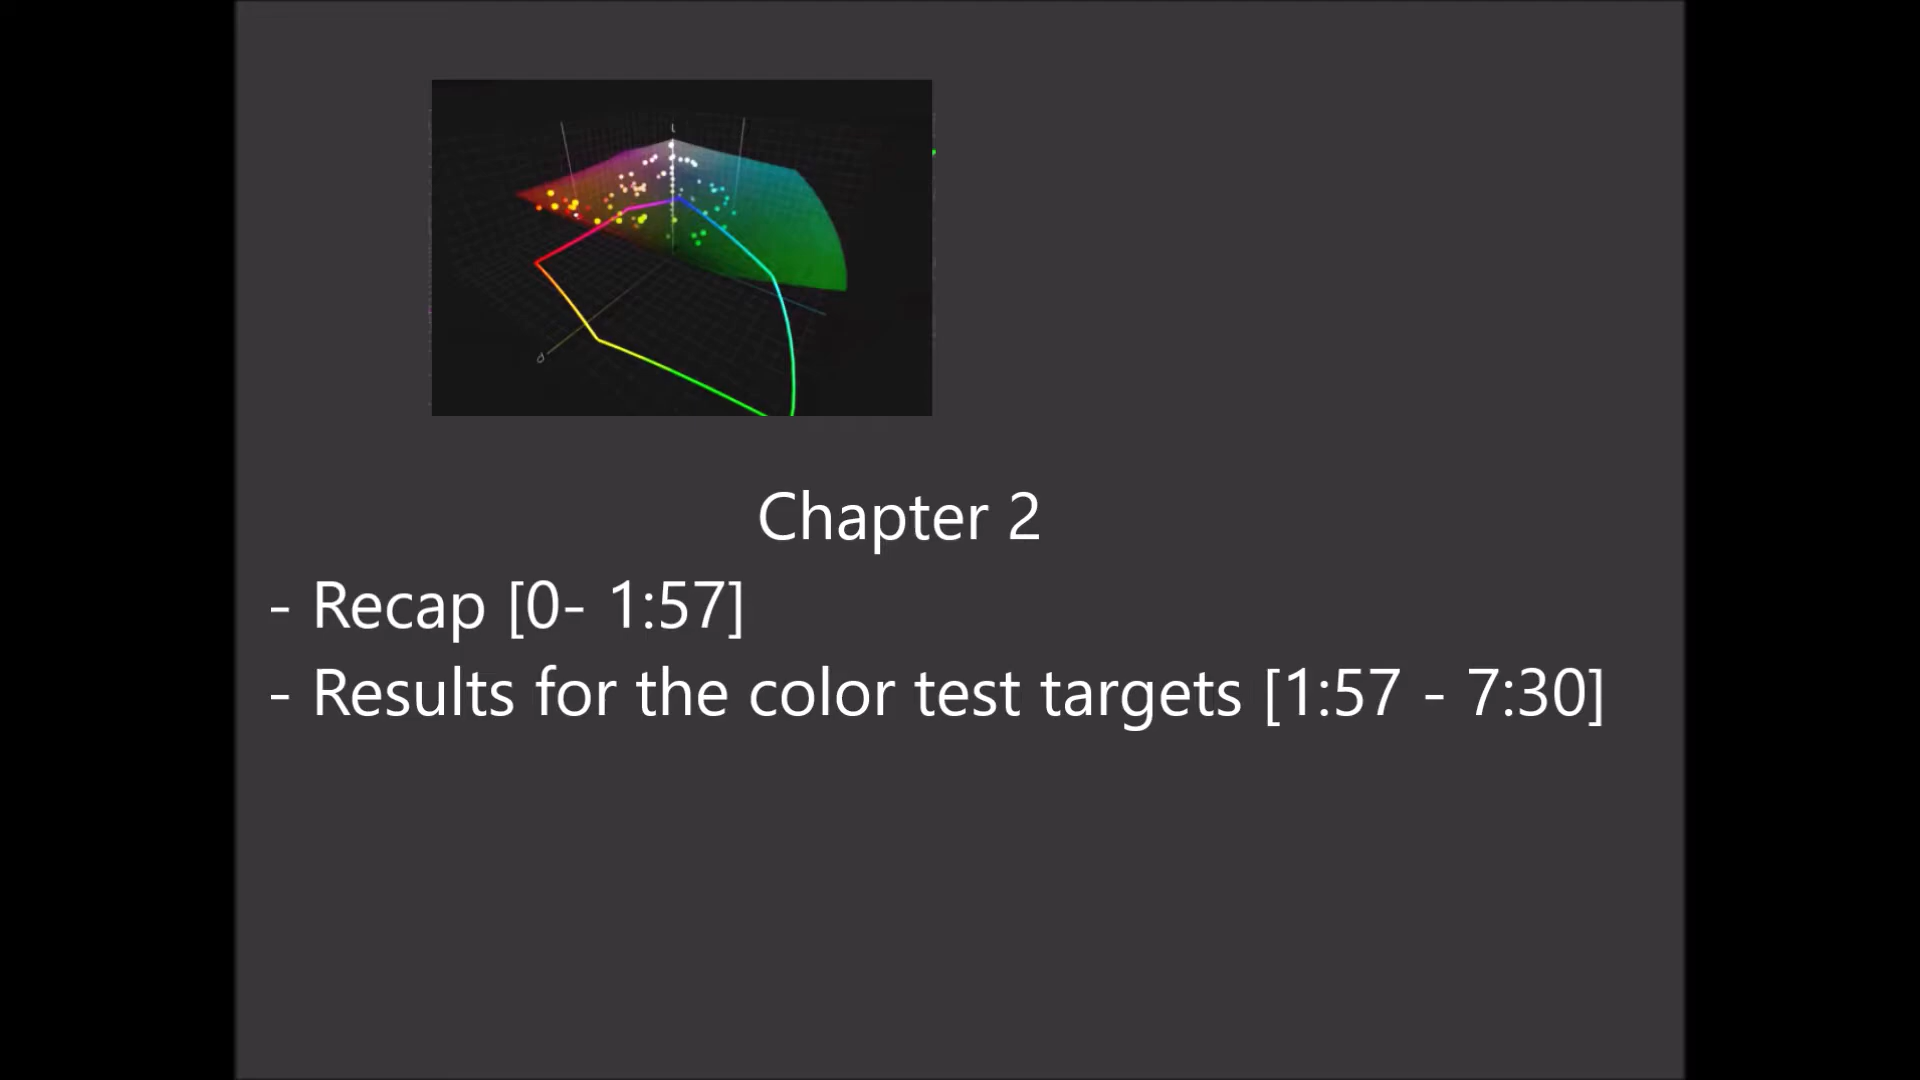 L
Chapter 2
- Recap [0- 1:57]
- Results for the color test targets [1:57 - 7:30]